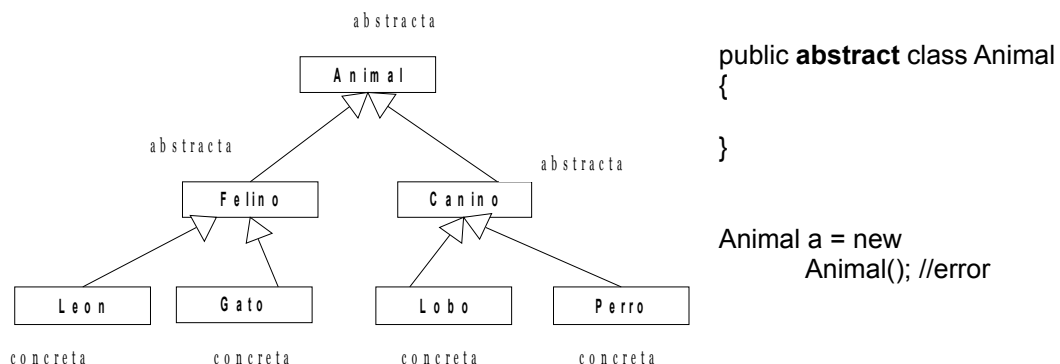 abstracta
Animal
abstracta
abstracta
Felino
Canino
Leon
Gato
Lobo
Perro
concreta
concreta
concreta
concreta
public abstract class Animal
{
}
Animal a = new
Animal(); //error